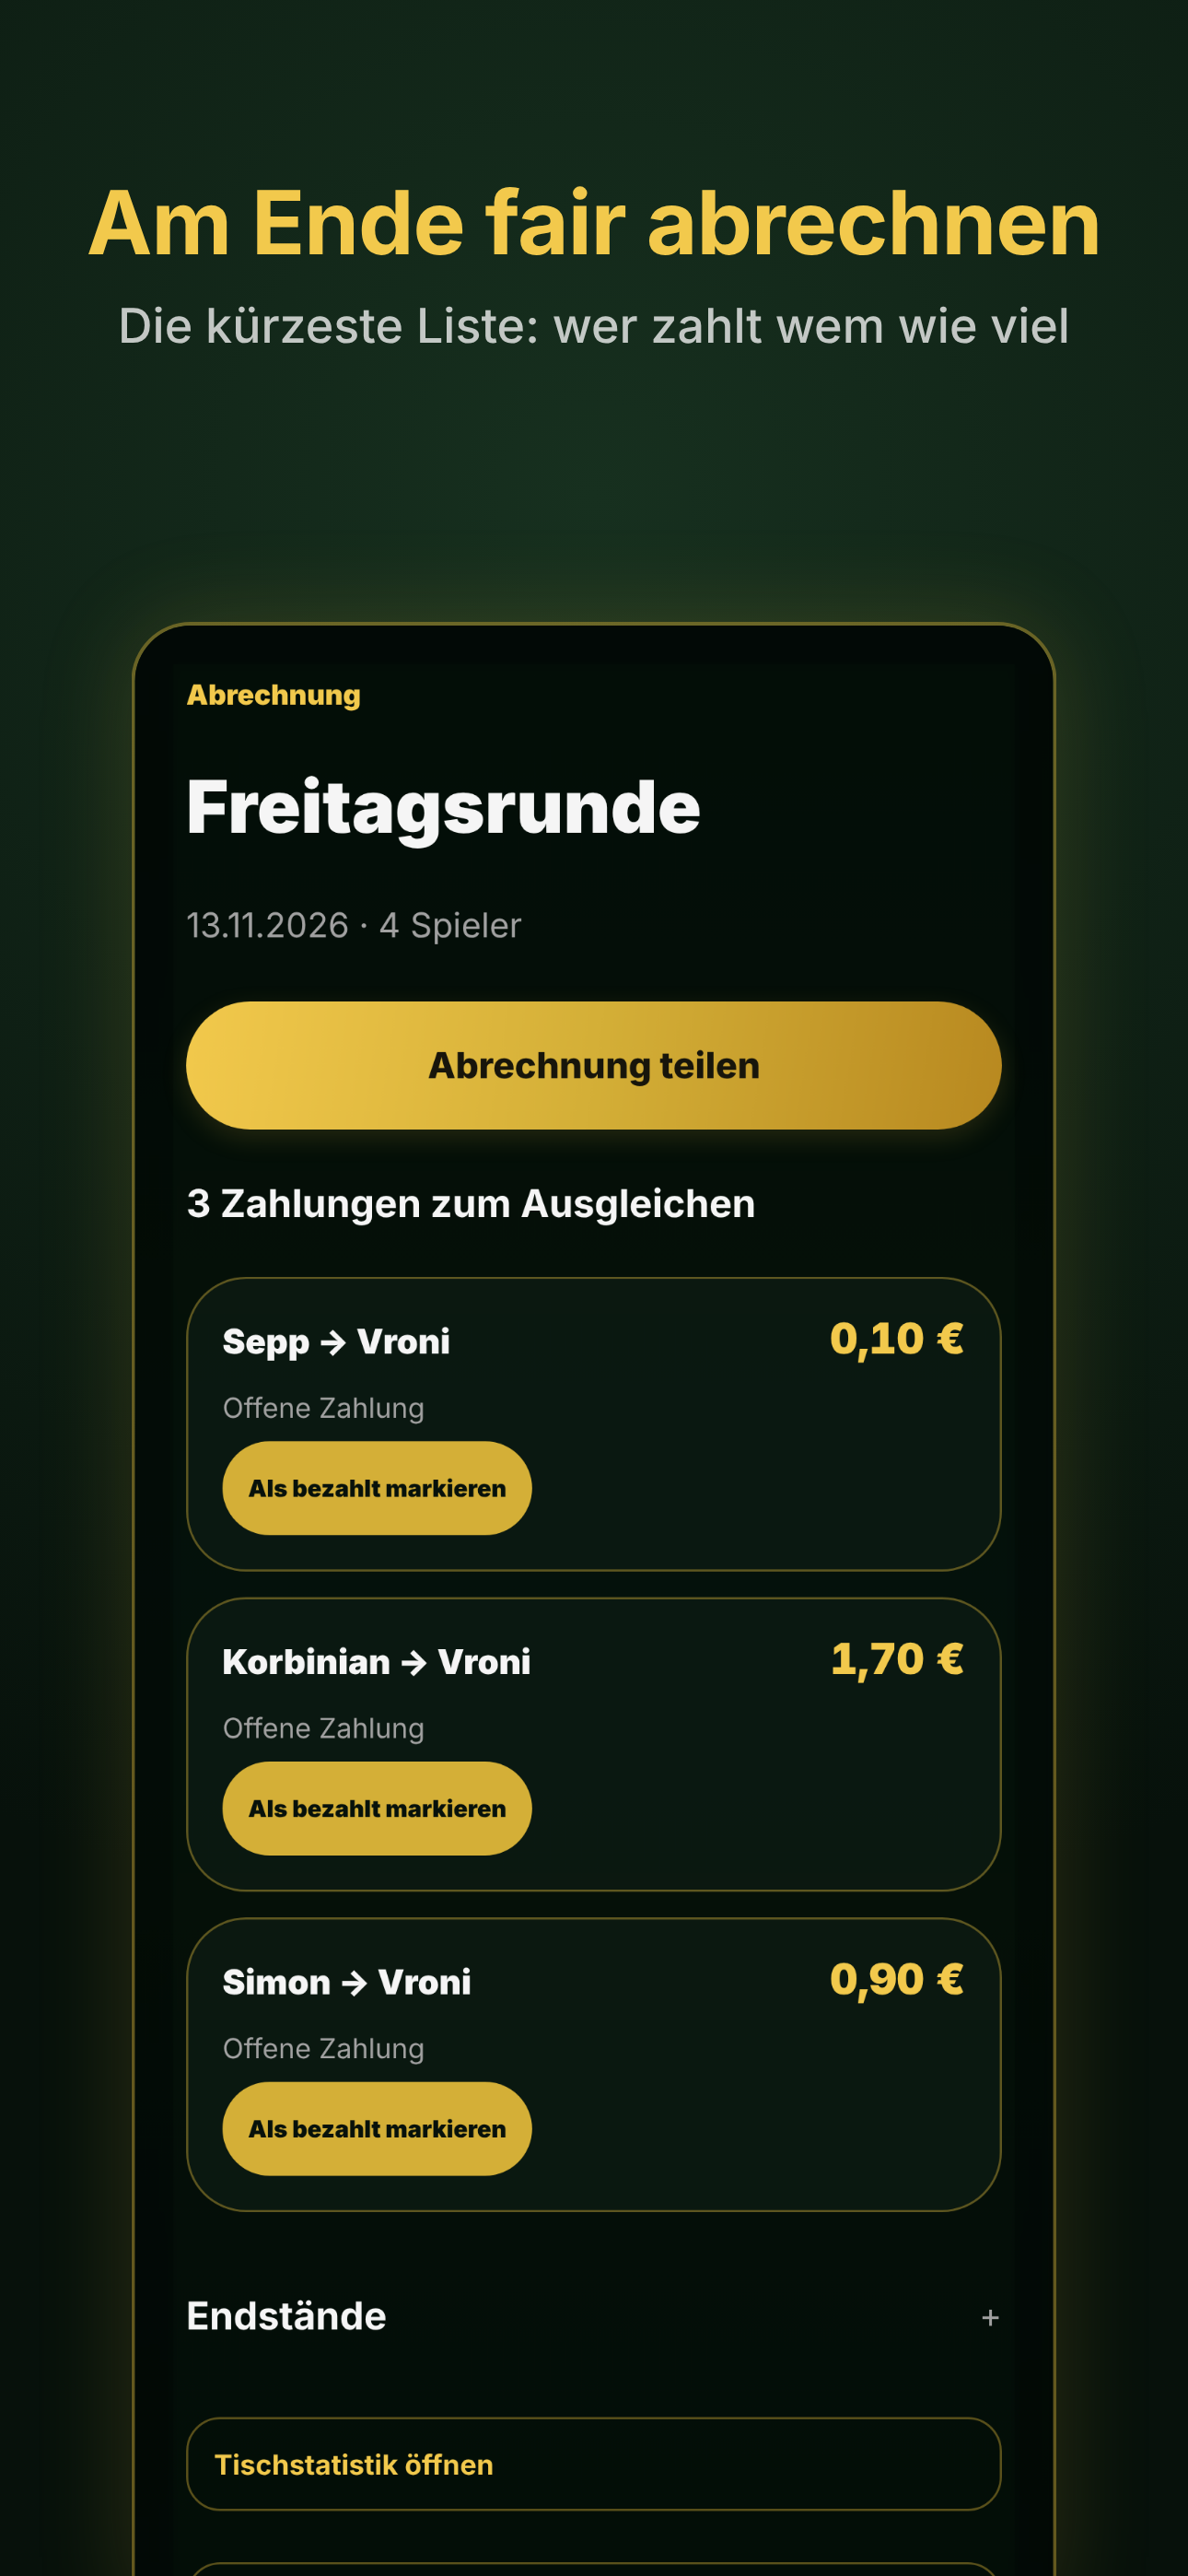 Am Ende fair abrechnen
Die kürzeste Liste: wer zahlt wem wie viel
Abrechnung
Freitagsrunde
13.11.2026 · 4 Spieler
Abrechnung teilen
3 Zahlungen zum Ausgleichen
Sepp → Vroni 0,10 €
Offene Zahlung
Als bezahlt markieren
Korbinian → Vroni 1,70 €
Offene Zahlung
Als bezahlt markieren
Simon → Vroni 0,90 €
Offene Zahlung
Als bezahlt markieren
Endstände +
Tischstatistik öffnen